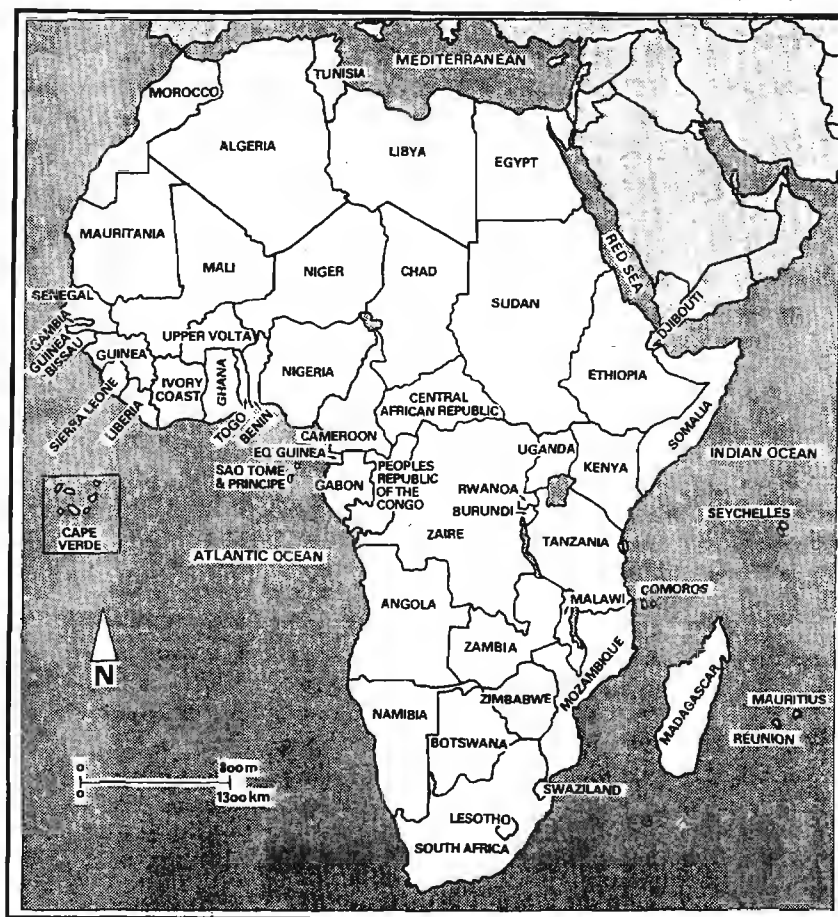 MEDITERRANEAN
TUNISIA
MOROCCO
ALGERIA
LIBYA
EGYPT
RED SEA
MAURITANIA
MALI
NIGER
CHAD
SUDAN
DJIBOUTI
SENEGAL
GAMBIA
GUINEA
BISSAU
UPPER VOLTA
GUINEA
IVORY
COAST
GHANA
NIGERIA
ETHIOPIA
SIERRA LEONE
LIBERIA
TOGO
BENIN
CENTRAL
AFRICAN REPUBLIC
SOMALIA
CAMEROON
EQ GUINEA
UGANDA
KENYA
INDIAN OCEAN
SAO TOME
& PRINCIPE
GABON
PEOPLES
REPUBLIC
OF THE
CONGO
RWANOA
BURUNDI
SEYCHELLES
CAPE
VERDE
ZAIRE
TANZANIA
ATLANTIC OCEAN
ANGOLA
MALAWI
COMOROS
ZAMBIA
MOZAMBIQUE
N
NAMIBIA
ZIMBABWE
MADAGASCAR
MAURITIUS
REUNION
BOTSWANA
0 800m
0 1300km
SWAZILAND
LESOTHO
SOUTH AFRICA